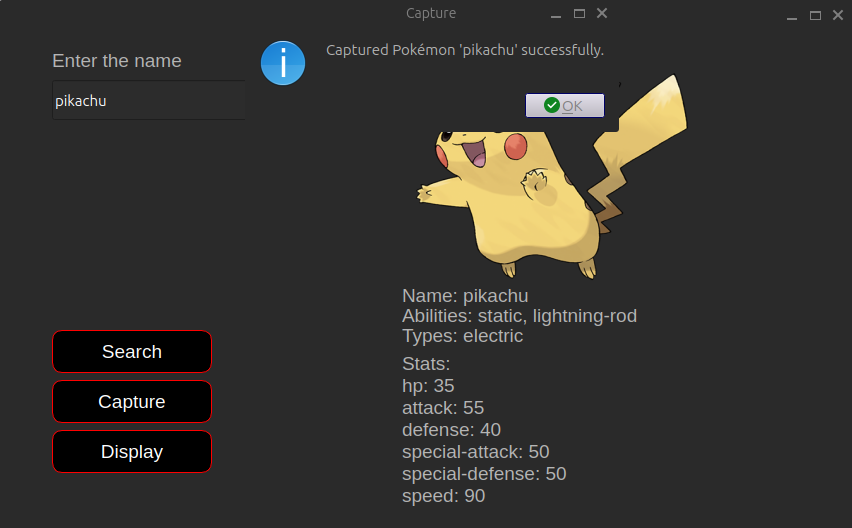 Capture
Enter the name
Captured Pokémon 'pikachu' successfully.
pikachu
OK
Name: pikachu
Abilities: static, lightning-rod
Types: electric
Stats:
hp: 35
attack: 55
defense: 40
special-attack: 50
special-defense: 50
speed: 90
Search
Capture
Display